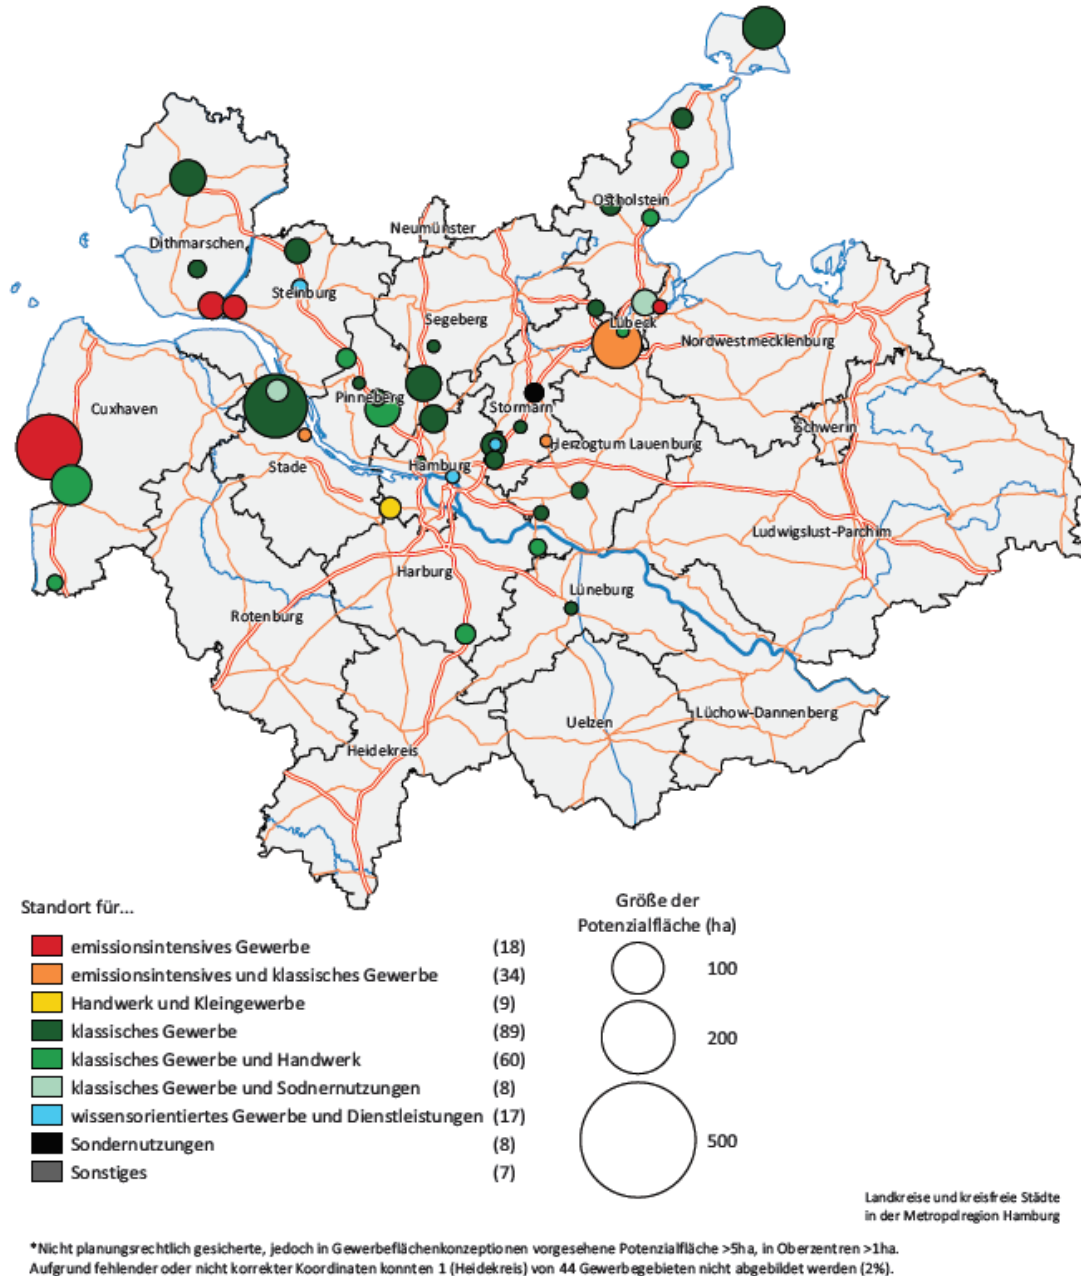 Ostholstein
Neumünster
Dithmarschen
Steinburg
Segeberg
Lübeck
Nordwestmecklenburg
Cuxhaven
Pinneberg
Stormarn
Schwerin
Herzogtum Lauenburg
Stade
Hamburg
Ludwigslust-Parchim
Harburg
Lüneburg
Rotenburg
Uelzen
Lüchow-Dannenberg
Heidekreis
Standort für...
emissionsintensives Gewerbe (18)
emissionsintensives und klassisches Gewerbe (34)
Handwerk und Kleingewerbe (9)
klassisches Gewerbe (89)
klassisches Gewerbe und Handwerk (60)
klassisches Gewerbe und Sodnernutzungen (8)
wissensorientiertes Gewerbe und Dienstleistungen (17)
Sondernutzungen (8)
Sonstiges (7)
Größe der
Potenzialfläche (ha)
100
200
500
Landkreise und kreisfreie Städte
in der Metropolregion Hamburg
*Nicht planungsrechtlich gesicherte, jedoch in Gewerbeflächenkonzeptionen vorgesehene Potenzialfläche >5ha, in Oberzentren >1ha.
Aufgrund fehlender oder nicht korrekter Koordinaten konnten 1 (Heidekreis) von 44 Gewerbegebieten nicht abgebildet werden (2%).